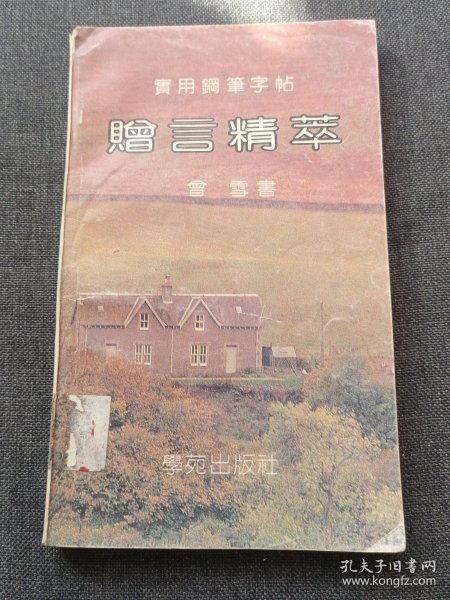 實用鋼筆字帖
贈言精萃
曾 雪書
學苑出版社
孔夫子旧书网
www.kongfz.com